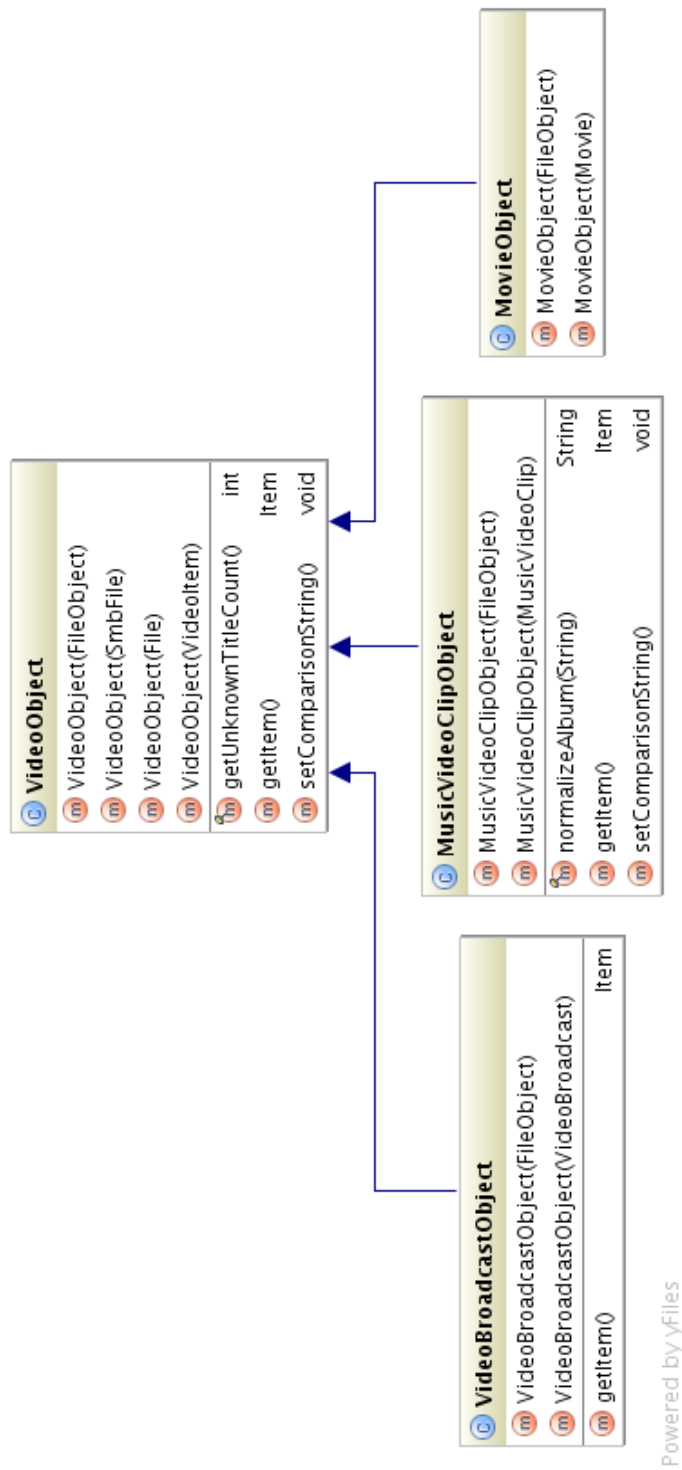 VideoObject
VideoObject(FileObject)
VideoObject(SmbFile)
VideoObject(File)
VideoObject(VideoItem)
getUnknownTitleCount() int
getItem() Item
setComparisonString() void
VideoBroadcastObject
VideoBroadcastObject(FileObject)
VideoBroadcastObject(VideoBroadcast)
getItem() Item
MusicVideoClipObject
MusicVideoClipObject(FileObject)
MusicVideoClipObject(MusicVideoClip)
normalizeAlbum(String) String
getItem() Item
setComparisonString() void
MovieObject
MovieObject(FileObject)
MovieObject(Movie)
Powered by yFiles